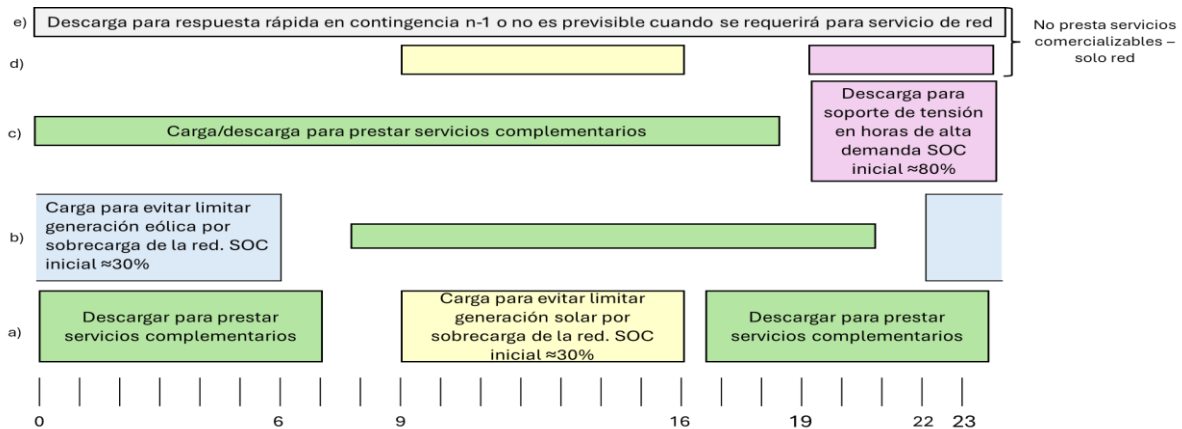 e)
Descarga para respuesta rápida en contingencia n-1 o no es previsible cuando se requerirá para servicio de red
No presta servicios
comercializables –
solo red
d)
c)
Carga/descarga para prestar servicios complementarios
Descarga para
soporte de tensión
en horas de alta
demanda SOC
inicial ≈80%
b)
Carga para evitar limitar
generación eólica por
sobrecarga de la red. SOC
inicial ≈30%
a)
Descargar para prestar
servicios complementarios
Carga para evitar limitar
generación solar por
sobrecarga de la red. SOC
inicial ≈30%
Descargar para prestar
servicios complementarios
0 6 9 16 19 22 23